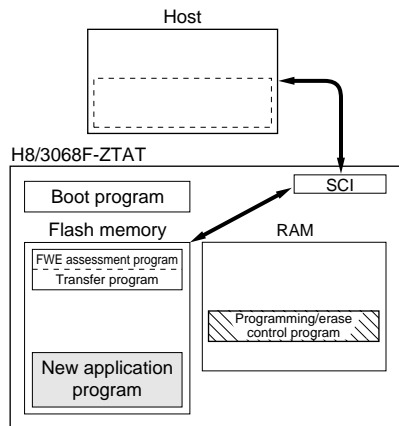 Host
H8/3068F-ZTAT
SCI
Boot program
Flash memory
RAM
FWE assessment program
Transfer program
Programming/erase
control program
New application
program